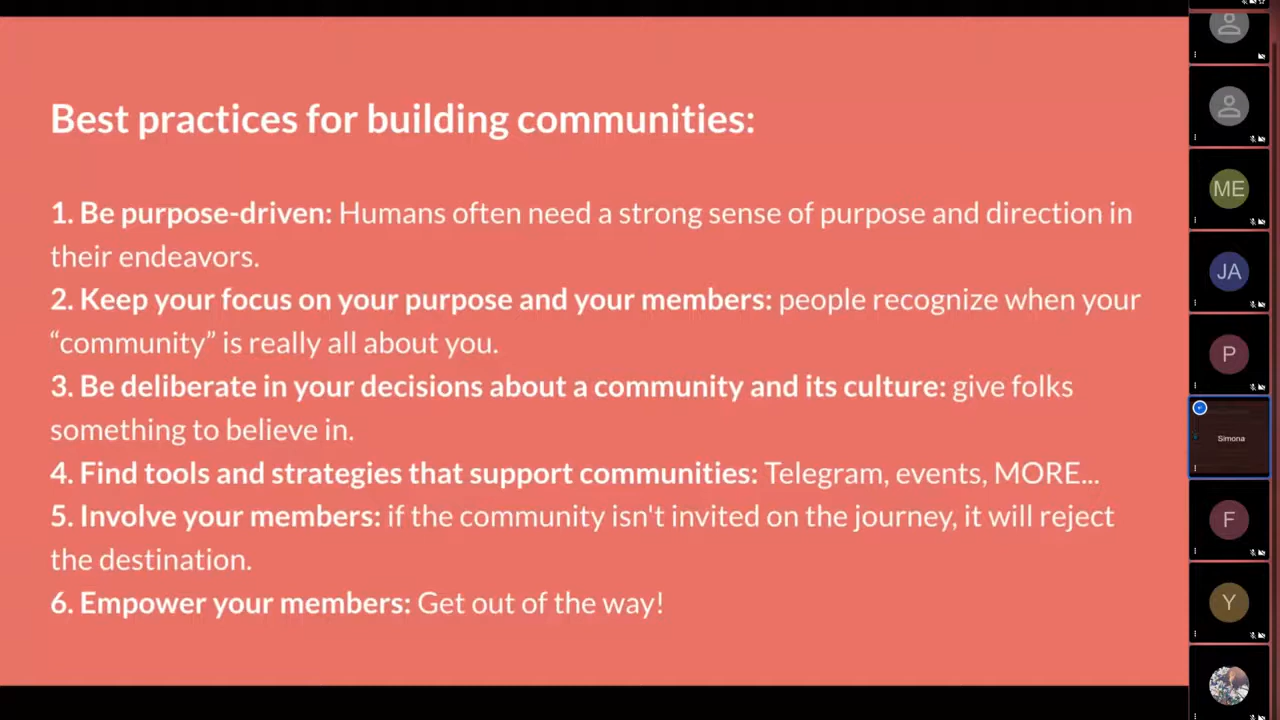 Best practices for building communities:
1. Be purpose-driven: Humans often need a strong sense of purpose and direction in
their endeavors.
2. Keep your focus on your purpose and your members: people recognize when your
“community” is really all about you.
3. Be deliberate in your decisions about a community and its culture: give folks
something to believe in.
4. Find tools and strategies that support communities: Telegram, events, MORE...
5. Involve your members: if the community isn't invited on the journey, it will reject
the destination.
6. Empower your members: Get out of the way!
ME
JA
P
Simona
F
Y